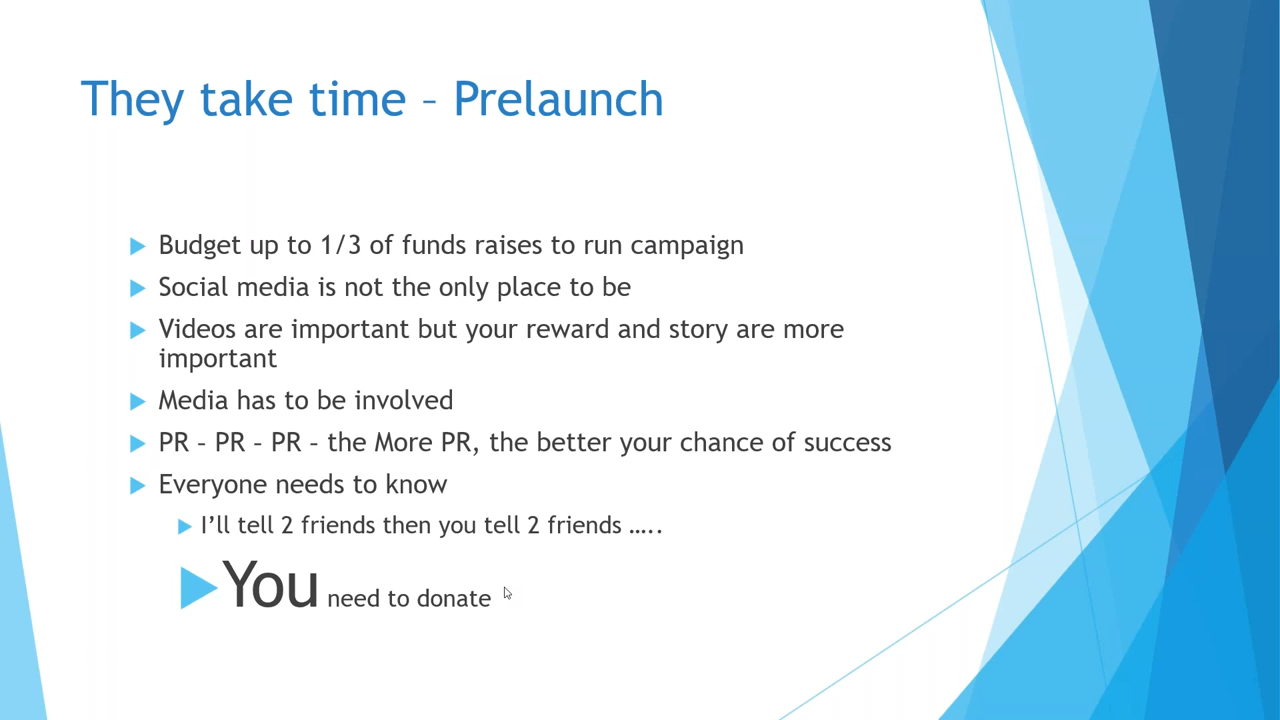 They take time – Prelaunch
Budget up to 1/3 of funds raises to run campaign
Social media is not the only place to be
Videos are important but your reward and story are more
important
Media has to be involved
PR – PR – PR – the More PR, the better your chance of success
Everyone needs to know
I’ll tell 2 friends then you tell 2 friends …..
You need to donate